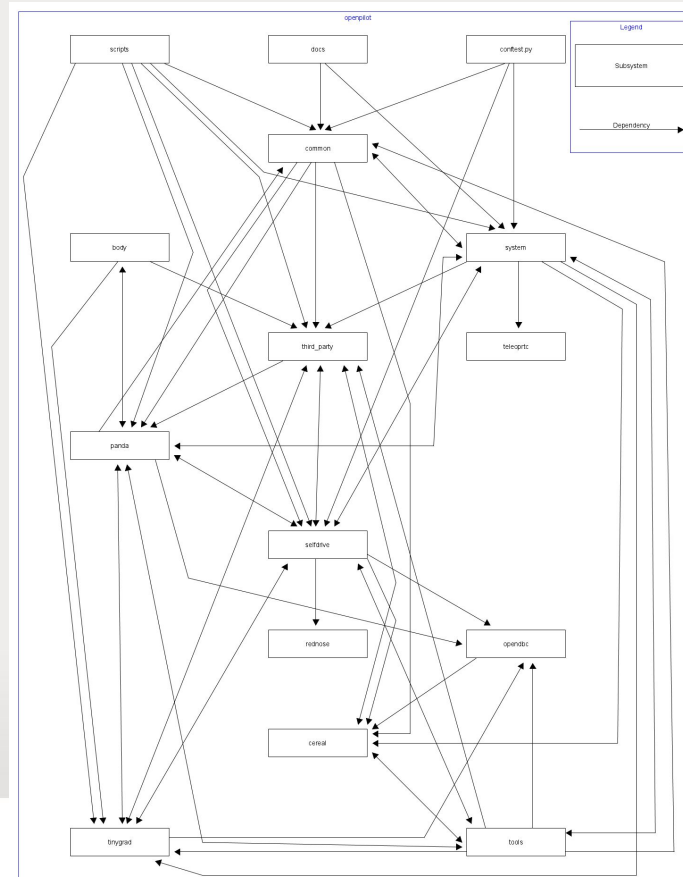 openpilot
Legend
scripts
docs
conftest.py
Subsystem
Dependency
common
body
system
third_party
teleoprtc
panda
selfdrive
rednose
opendbc
cereal
tinygrad
tools